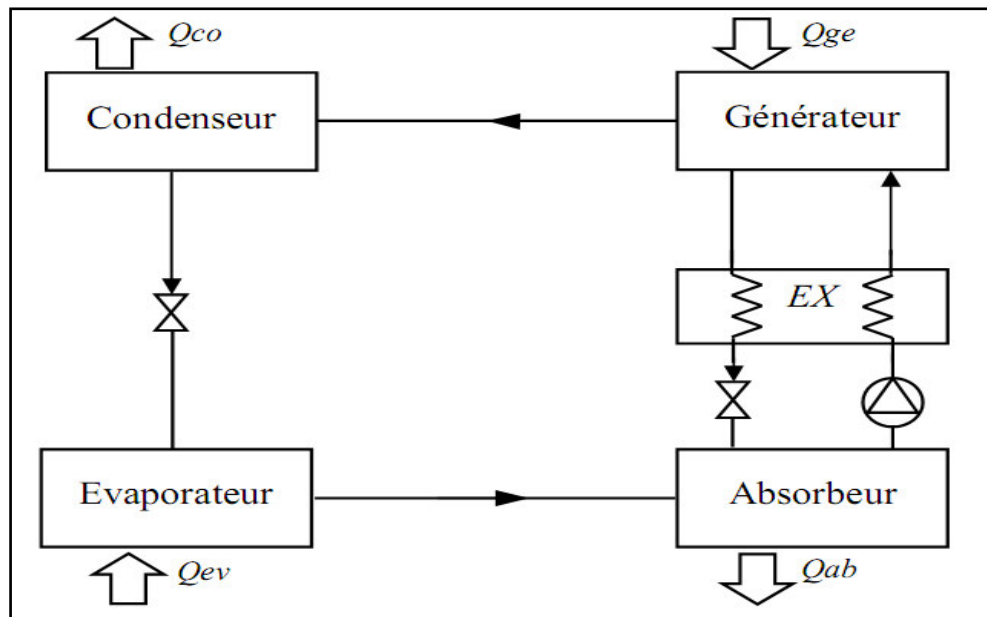 Qco
Qge
Condenseur
Générateur
EX
Evaporateur
Absorbeur
Qev
Qab